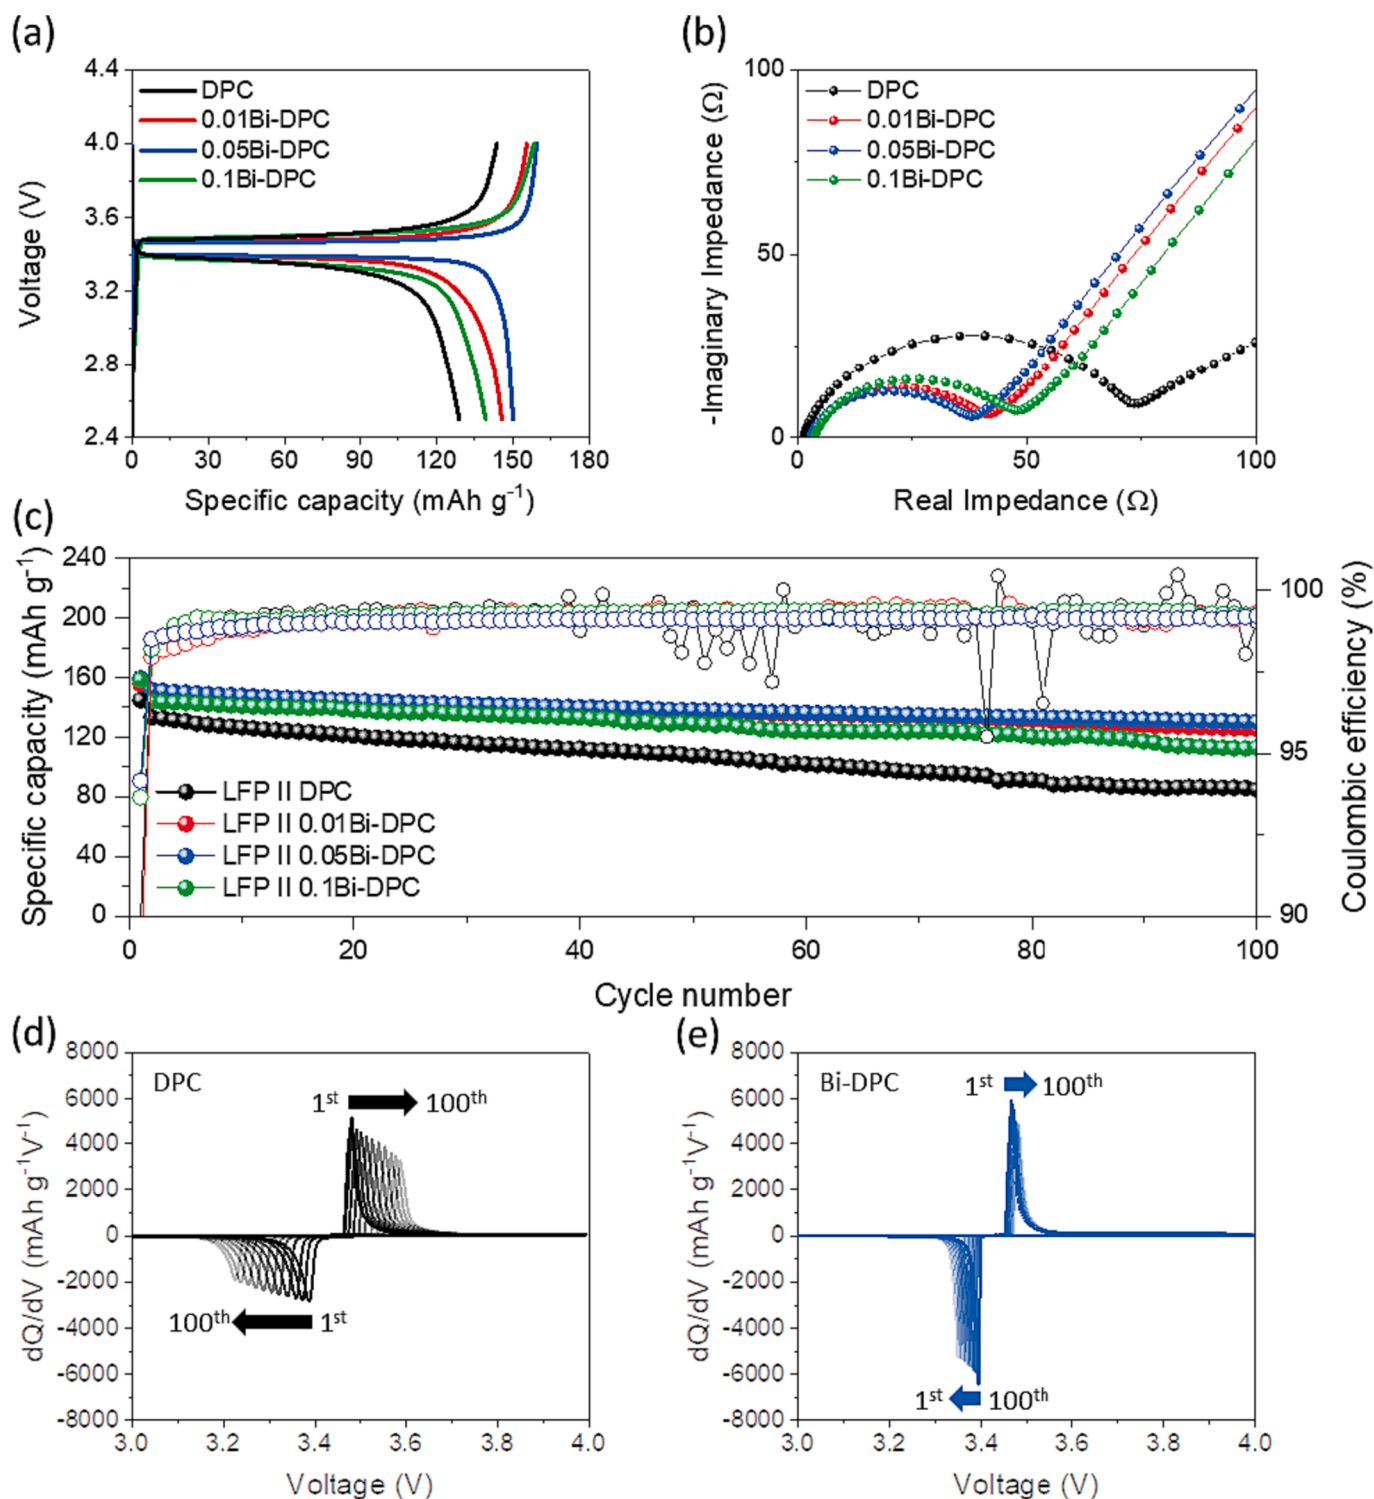 (a)
4.4
4.0
3.6
3.2
2.8
2.4
Voltage (V)
DPC
0.01Bi-DPC
0.05Bi-DPC
0.1Bi-DPC
0 30 60 90 120 150 180
Specific capacity (mAh g⁻¹)
(b)
100
50
0
-Imaginary Impedance (Ω)
DPC
0.01Bi-DPC
0.05Bi-DPC
0.1Bi-DPC
0 50 100
Real Impedance (Ω)
(c)
240
200
160
120
80
40
0
Specific capacity (mAh g⁻¹)
LFP II DPC
LFP II 0.01Bi-DPC
LFP II 0.05Bi-DPC
LFP II 0.1Bi-DPC
100
95
90
Coulombic efficiency (%)
0 20 40 60 80 100
Cycle number
(d)
8000
6000
4000
2000
0
-2000
-4000
-6000
-8000
dQ/dV (mAh g⁻¹V⁻¹)
DPC
1ˢᵗ 100ᵗʰ
100ᵗʰ 1ˢᵗ
3.0 3.2 3.4 3.6 3.8 4.0
Voltage (V)
(e)
8000
6000
4000
2000
0
-2000
-4000
-6000
-8000
dQ/dV (mAh g⁻¹V⁻¹)
Bi-DPC
1ˢᵗ 100ᵗʰ
1ˢᵗ 100ᵗʰ
3.0 3.2 3.4 3.6 3.8 4.0
Voltage (V)